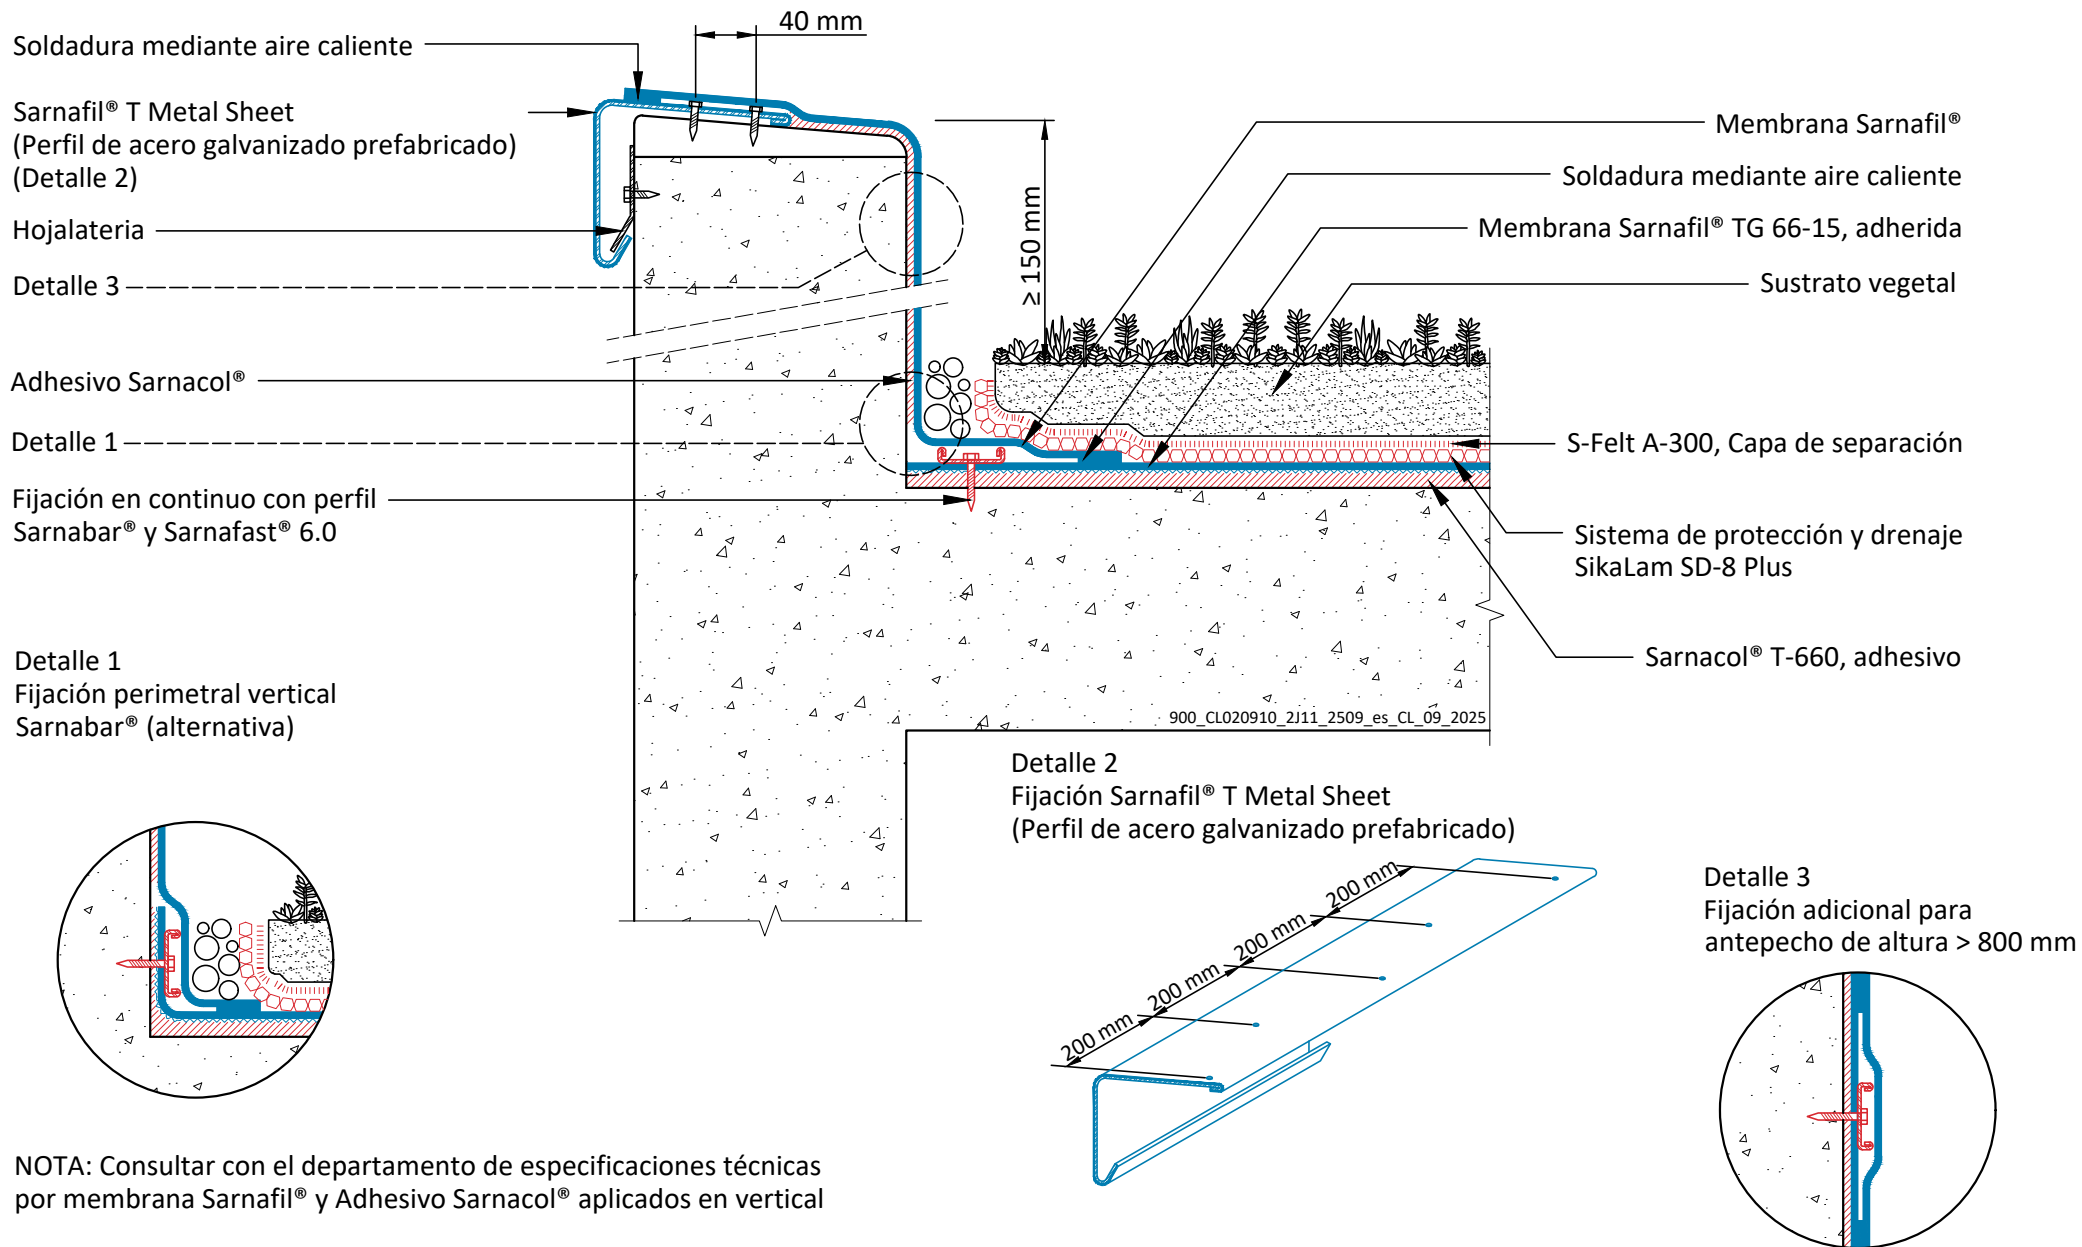 40 mm
Soldadura mediante aire caliente
Sarnafil® T Metal Sheet
(Perfil de acero galvanizado prefabricado)
(Detalle 2)
Hojalateria
Detalle 3
Adhesivo Sarnacol®
Detalle 1
Fijación en continuo con perfil
Sarnabar® y Sarnafast® 6.0
≥ 150 mm
Membrana Sarnafil®
Soldadura mediante aire caliente
Membrana Sarnafil® TG 66-15, adherida
Sustrato vegetal
S-Felt A-300, Capa de separación
Sistema de protección y drenaje
SikaLam SD-8 Plus
Sarnacol® T-660, adhesivo
900_CL020910_2J11_2509_es_CL_09_2025
Detalle 1
Fijación perimetral vertical
Sarnabar® (alternativa)
Detalle 2
Fijación Sarnafil® T Metal Sheet
(Perfil de acero galvanizado prefabricado)
200 mm
200 mm
200 mm
200 mm
Detalle 3
Fijación adicional para
antepecho de altura > 800 mm
NOTA: Consultar con el departamento de especificaciones técnicas
por membrana Sarnafil® y Adhesivo Sarnacol® aplicados en vertical